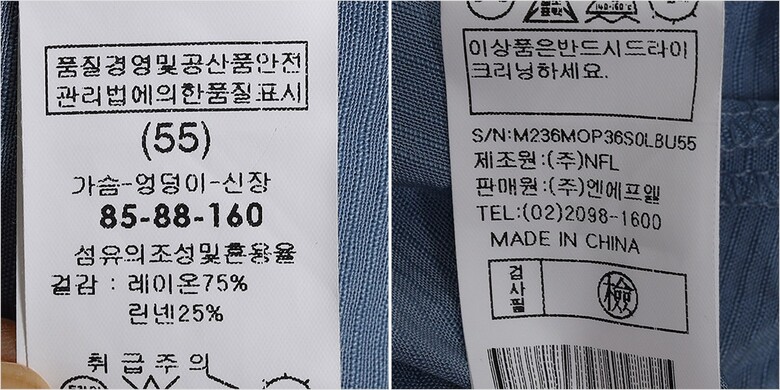 품질경영및공산품안전
관리법에의한품질표시
(55)
가슴-엉덩이-신장
85-88-160
섬유의조성및혼용율
겉감 : 레이온75%
린넨25%
취급주의
이상품은반드시드라이
크리닝하세요.
S/N:M236MOP36S0LBU55
제조원:(주)NFL
판매원:(주)엔에프엘
TEL:(02)2098-1600
MADE IN CHINA
검사필
檢